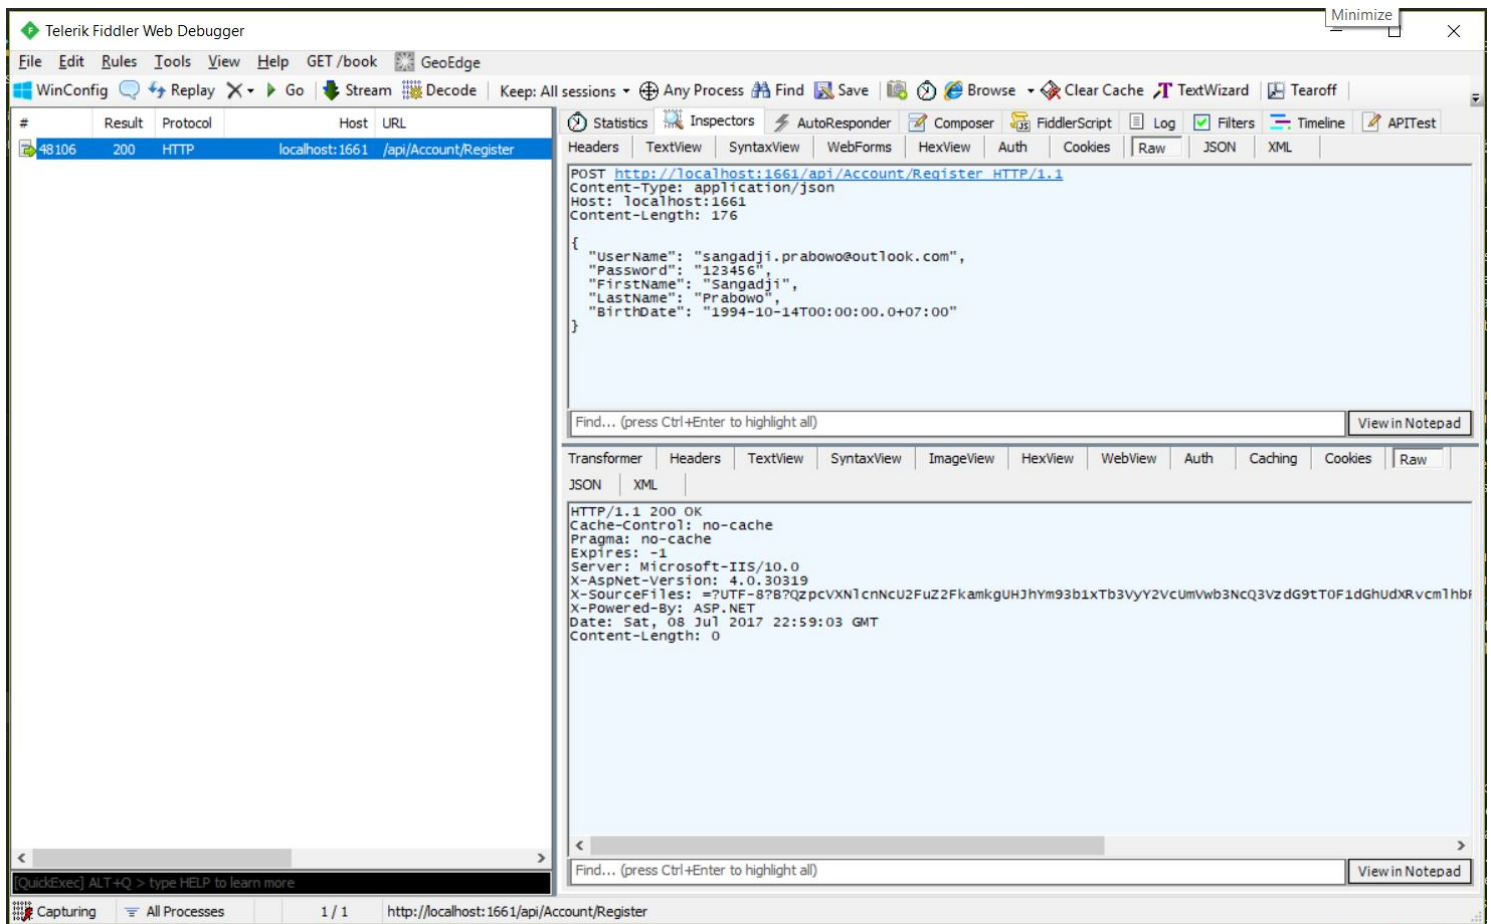 Minimize
Telerik Fiddler Web Debugger
File Edit Rules Tools View Help GET /book GeoEdge
WinConfig Replay X Go Stream Decode Keep: All sessions Any Process Find Save Browse Clear Cache TextWizard Tearoff
# Result Protocol Host URL
48106 200 HTTP localhost:1661 /api/Account/Register
Statistics Inspectors AutoResponder Composer FiddlerScript Log Filters Timeline APITest
Headers TextView SyntaxView WebForms HexView Auth Cookies Raw JSON XML
POST http://localhost:1661/api/Account/Register HTTP/1.1
Content-Type: application/json
Host: localhost:1661
Content-Length: 176
{
"UserName": "sangadji.prabowo@outlook.com",
"Password": "123456",
"FirstName": "Sangadji",
"LastName": "Prabowo",
"BirthDate": "1994-10-14T00:00:00.0+07:00"
}
Find... (press Ctrl+Enter to highlight all) View in Notepad
Transformer Headers TextView SyntaxView ImageView HexView WebView Auth Caching Cookies Raw
JSON XML
HTTP/1.1 200 OK
Cache-Control: no-cache
Pragma: no-cache
Expires: -1
Server: Microsoft-IIS/10.0
X-AspNet-Version: 4.0.30319
X-SourceFiles:
X-Powered-By: ASP.NET
Date: Sat, 08 Jul 2017 22:59:03 GMT
Content-Length: 0
Find... (press Ctrl+Enter to highlight all) View in Notepad
[QuickExec] ALT+Q > type HELP to learn more
Capturing All Processes 1 / 1 http://localhost:1661/api/Account/Register